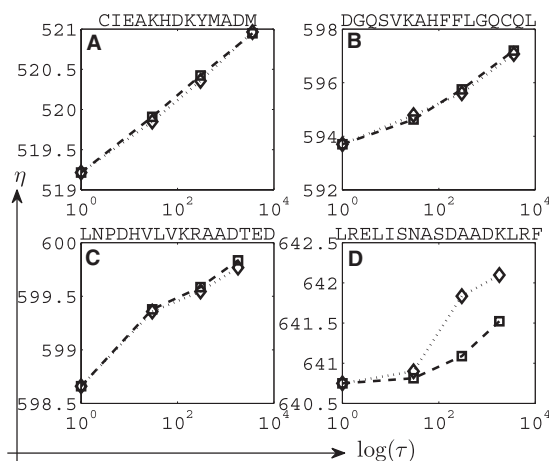 CIEAKHDKYMADM
DGQSVKAHFFLGQCQL
A
521
520.5
520
519.5
519
10^0 10^2 10^4
B
598
596
594
592
10^0 10^2 10^4
η
LNPDHVLVKRAADTED
LRELISNASDAADKLRF
C
600
599.5
599
598.5
10^0 10^2 10^4
D
642.5
642
641.5
641
640.5
10^0 10^2 10^4
log(τ)